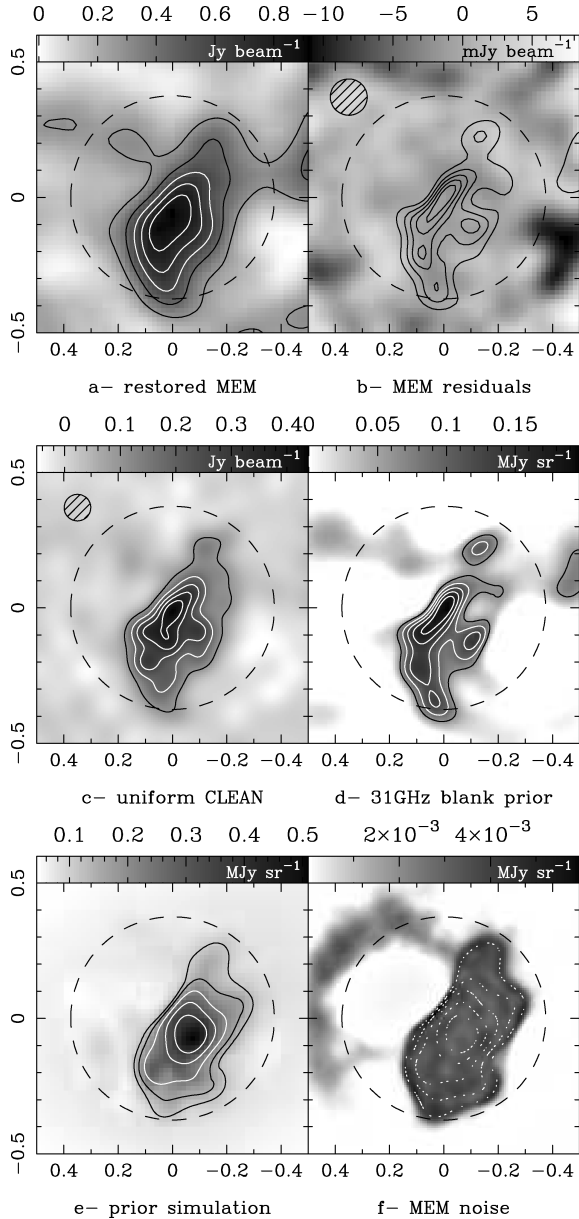 0 0.2 0.4 0.6 0.8 −10 −5 0 5
Jy beam⁻¹ mJy beam⁻¹
0.5
0
−0.5
0.4 0.2 0 −0.2 −0.4 0.4 0.2 0 −0.2 −0.4
a− restored MEM b− MEM residuals
0 0.1 0.2 0.3 0.40 0.05 0.10 0.15
Jy beam⁻¹ MJy sr⁻¹
0.5
0
−0.5
0.4 0.2 0 −0.2 0.4 0.2 0 −0.2 −0.4
c− uniform CLEAN d− 31GHz blank prior
0.1 0.2 0.3 0.4 0.5 2×10⁻³ 4×10⁻³
MJy sr⁻¹ MJy sr⁻¹
0.5
0
−0.5
0.4 0.2 0 −0.2 −0.4 0.4 0.2 0 −0.2 −0.4
e− prior simulation f− MEM noise